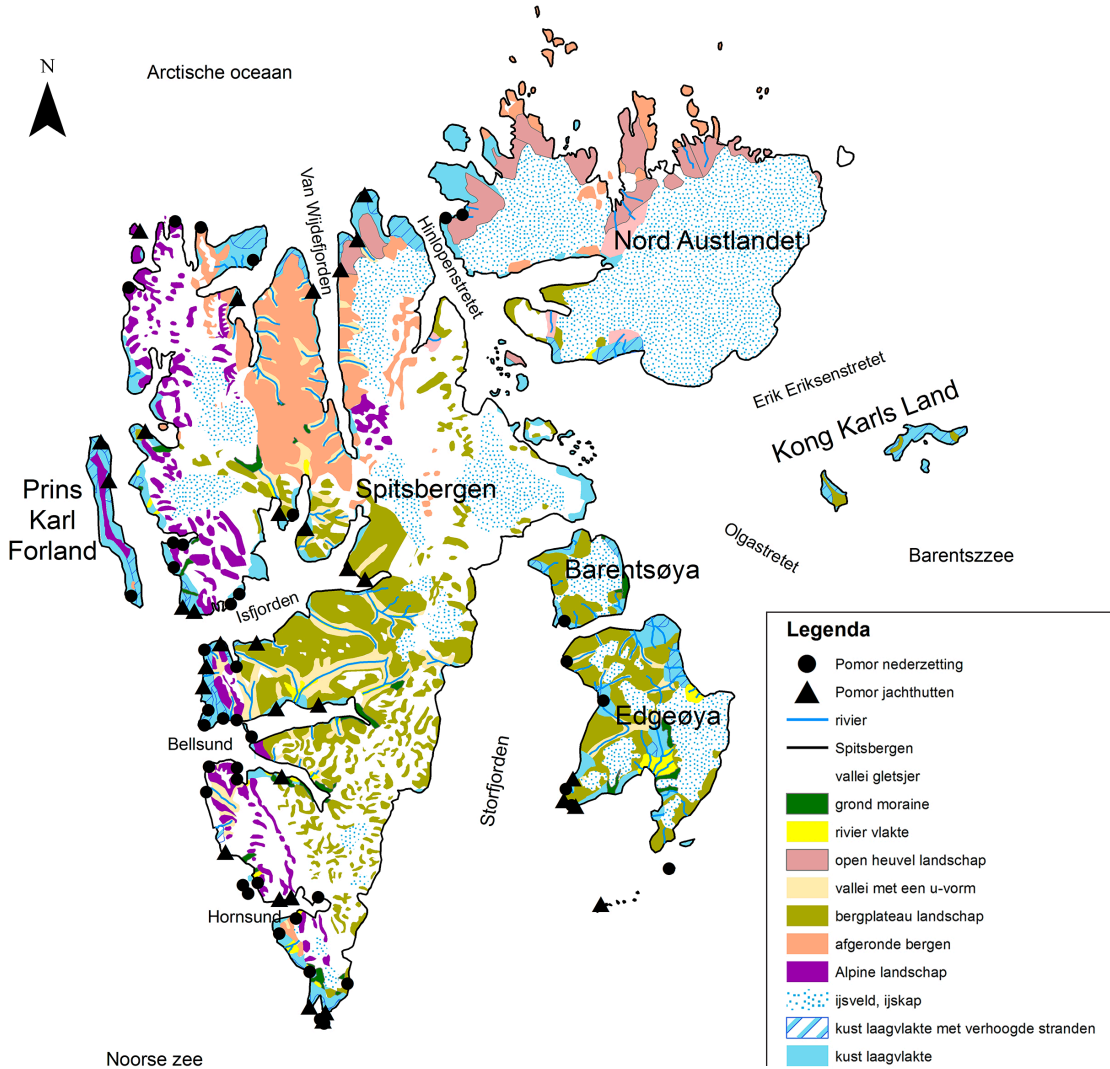 N
Arctische oceaan
Van Wijdefjorden
Hinlopenstretet
Nord Austlandet
Erik Eriksenstretet
Kong Karls Land
Prins
Karl
Forland
Spitsbergen
Olgastretet
Barentszzee
Barentsøya
Isfjorden
Edgeøya
Bellsund
Storfjorden
Hornsund
Noorse zee
Legenda
Pomor nederzetting
Pomor jachthutten
rivier
Spitsbergen
vallei gletsjer
grond moraine
rivier vlakte
open heuvel landschap
vallei met een u-vorm
bergplateau landschap
afgeronde bergen
Alpine landschap
ijsveld, ijskap
kust laagvlakte met verhoogde stranden
kust laagvlakte